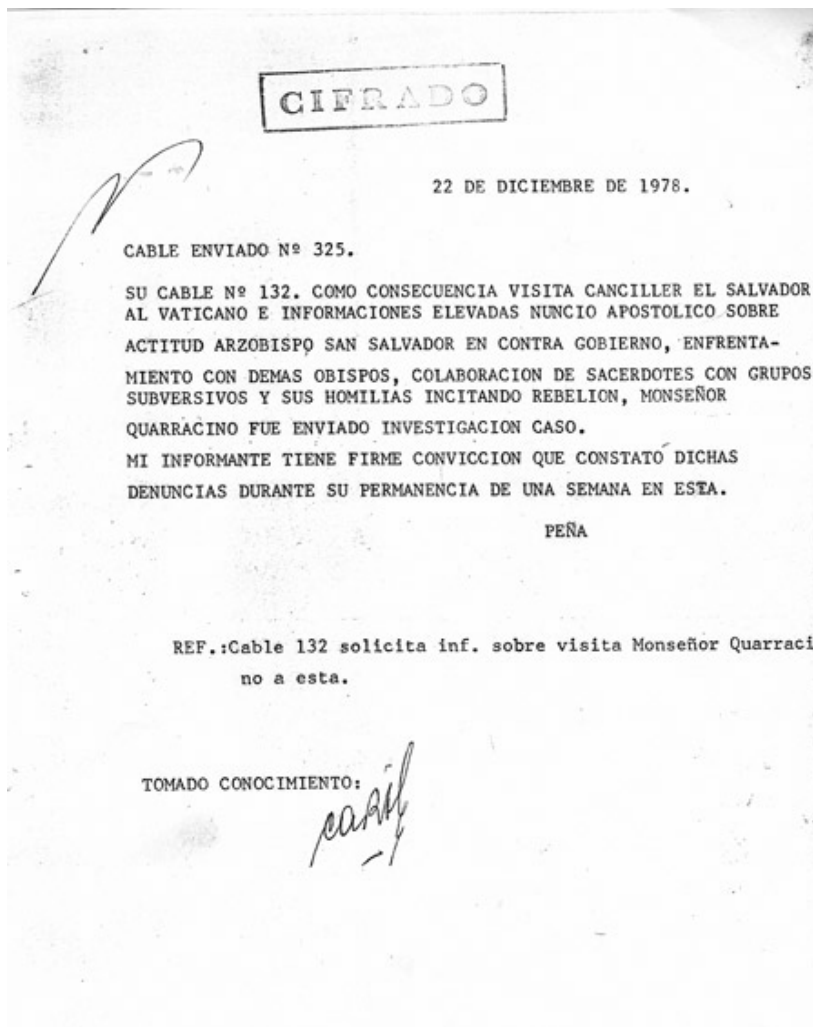 CIFRADO
22 DE DICIEMBRE DE 1978.
CABLE ENVIADO Nº 325.
SU CABLE Nº 132. COMO CONSECUENCIA VISITA CANCILLER EL SALVADOR
AL VATICANO E INFORMACIONES ELEVADAS NUNCIO APOSTOLICO SOBRE
ACTITUD ARZOBISPO SAN SALVADOR EN CONTRA GOBIERNO, ENFRENTA-
MIENTO CON DEMAS OBISPOS, COLABORACION DE SACERDOTES CON GRUPOS
SUBVERSIVOS Y SUS HOMILIAS INCITANDO REBELION, MONSEÑOR
QUARRACINO FUE ENVIADO INVESTIGACION CASO.
MI INFORMANTE TIENE FIRME CONVICCION QUE CONSTATÓ DICHAS
DENUNCIAS DURANTE SU PERMANENCIA DE UNA SEMANA EN ESTA.
PEÑA
REF.:Cable 132 solicita inf. sobre visita Monseñor Quarraci
no a esta.
TOMADO CONOCIMIENTO: